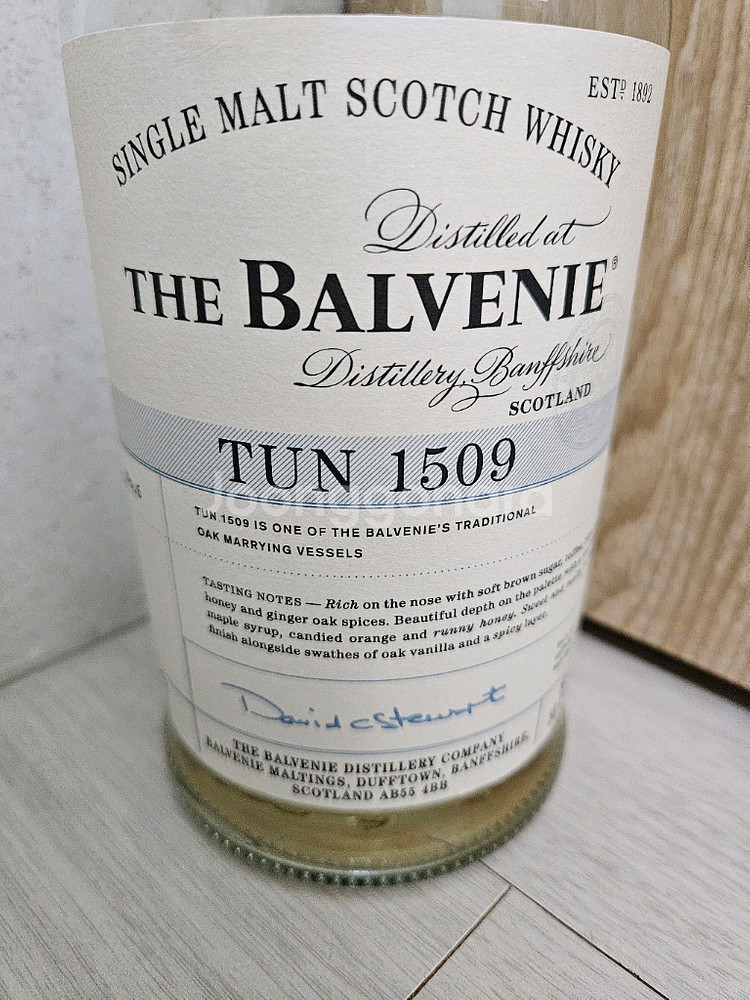 ESTD. 1892
SINGLE MALT SCOTCH WHISKY
Distilled at
THE BALVENIE®
Distillery, Banffshire
SCOTLAND
TUN 1509
TUN 1509 IS ONE OF THE BALVENIE'S TRADITIONAL
OAK MARRYING VESSELS
TASTING NOTES — Rich on the nose with soft brown sugar,
honey and ginger oak spices. Beautiful depth on the palate
maple syrup, candied orange and runny honey. Sweet
finish alongside swathes of oak vanilla and a spicy layer.
David C Stewart
THE BALVENIE DISTILLERY COMPANY
BALVENIE MALTINGS, DUFFTOWN, BANFFSHIRE,
SCOTLAND AB55 4BB